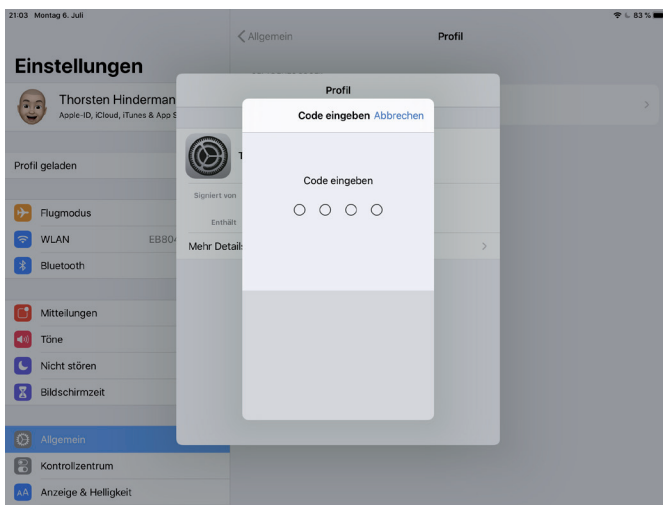 21:03 Montag 6. Juli
83 %
Allgemein
Profil
Einstellungen
Thorsten Hinderman
Apple-ID, iCloud, iTunes & App S
Profil geladen
Flugmodus
WLAN
EB804
Bluetooth
Mitteilungen
Töne
Nicht stören
Bildschirmzeit
Allgemein
Kontrollzentrum
AA Anzeige & Helligkeit
Profil
T
Signiert von
Enthält
Mehr Details
Code eingeben Abbrechen
Code eingeben